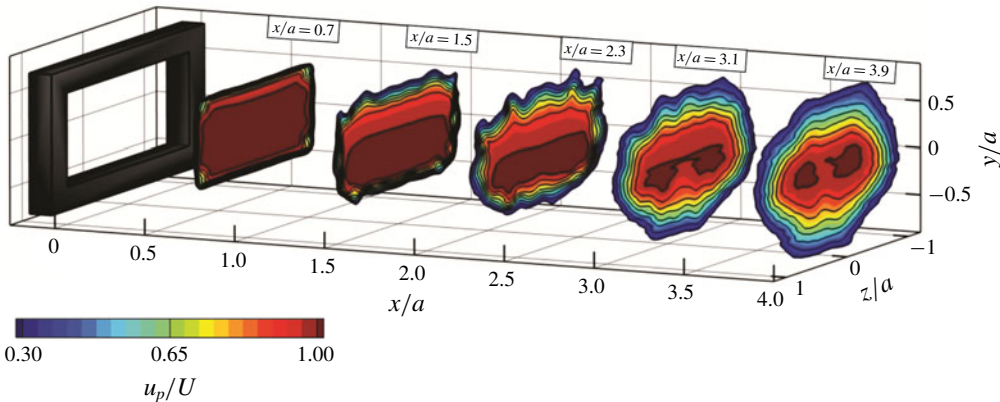 x/a = 0.7
x/a = 1.5
x/a = 2.3
x/a = 3.1
x/a = 3.9
0.5
0
−0.5
y/a
−1
0
1
z/a
0
0.5
1.0
1.5
2.0
2.5
3.0
3.5
4.0
x/a
0.30 0.65 1.00
u_p/U